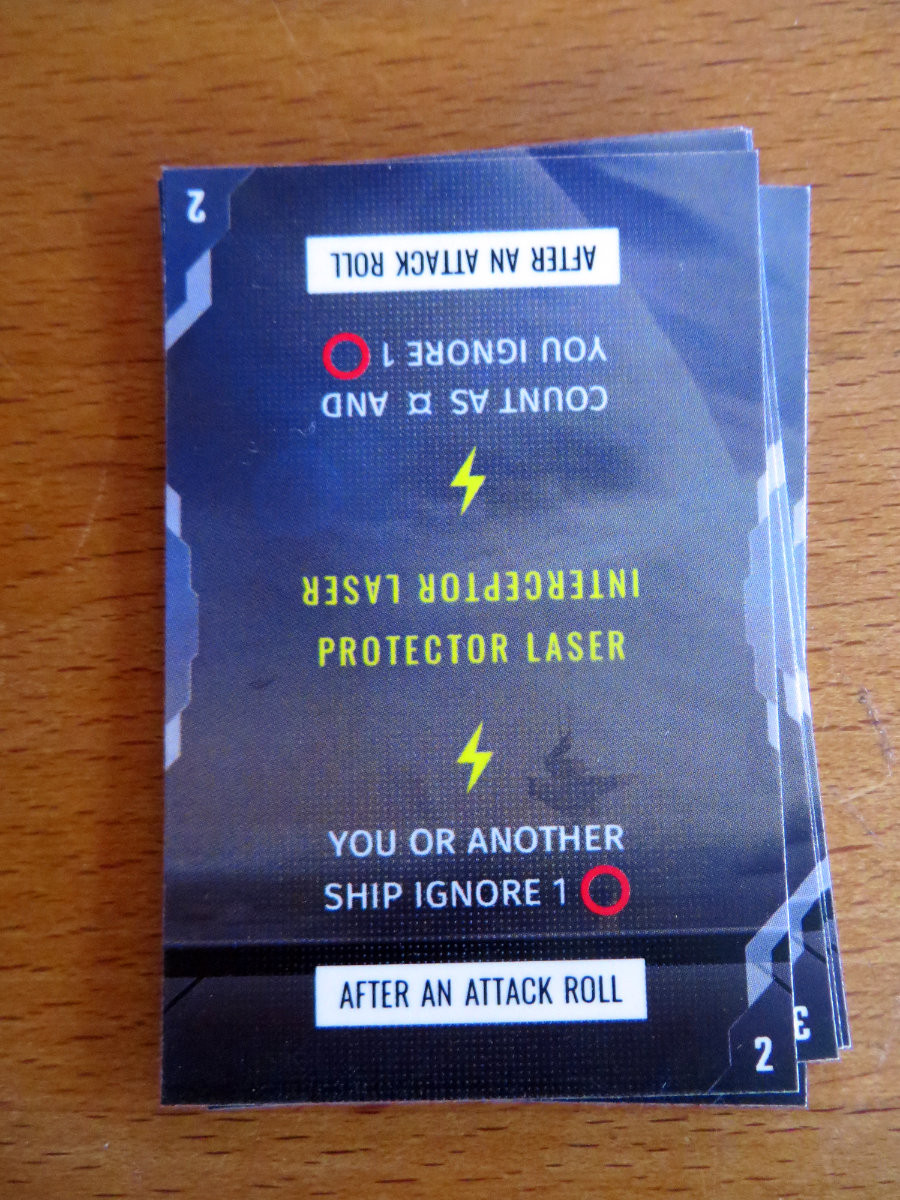 INTERCEPTOR LASER
COUNT AS ¤ AND
YOU IGNORE 1
AFTER AN ATTACK ROLL
2
PROTECTOR LASER
YOU OR ANOTHER
SHIP IGNORE 1
AFTER AN ATTACK ROLL
2
3